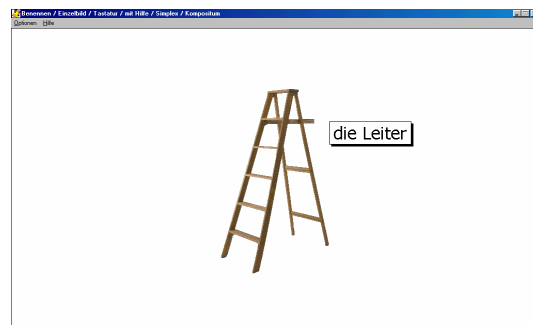 Benennen / Einzelbild / Tastatur / mit Hilfe / Simplex / Kompositum
Optionen Hilfe
die Leiter